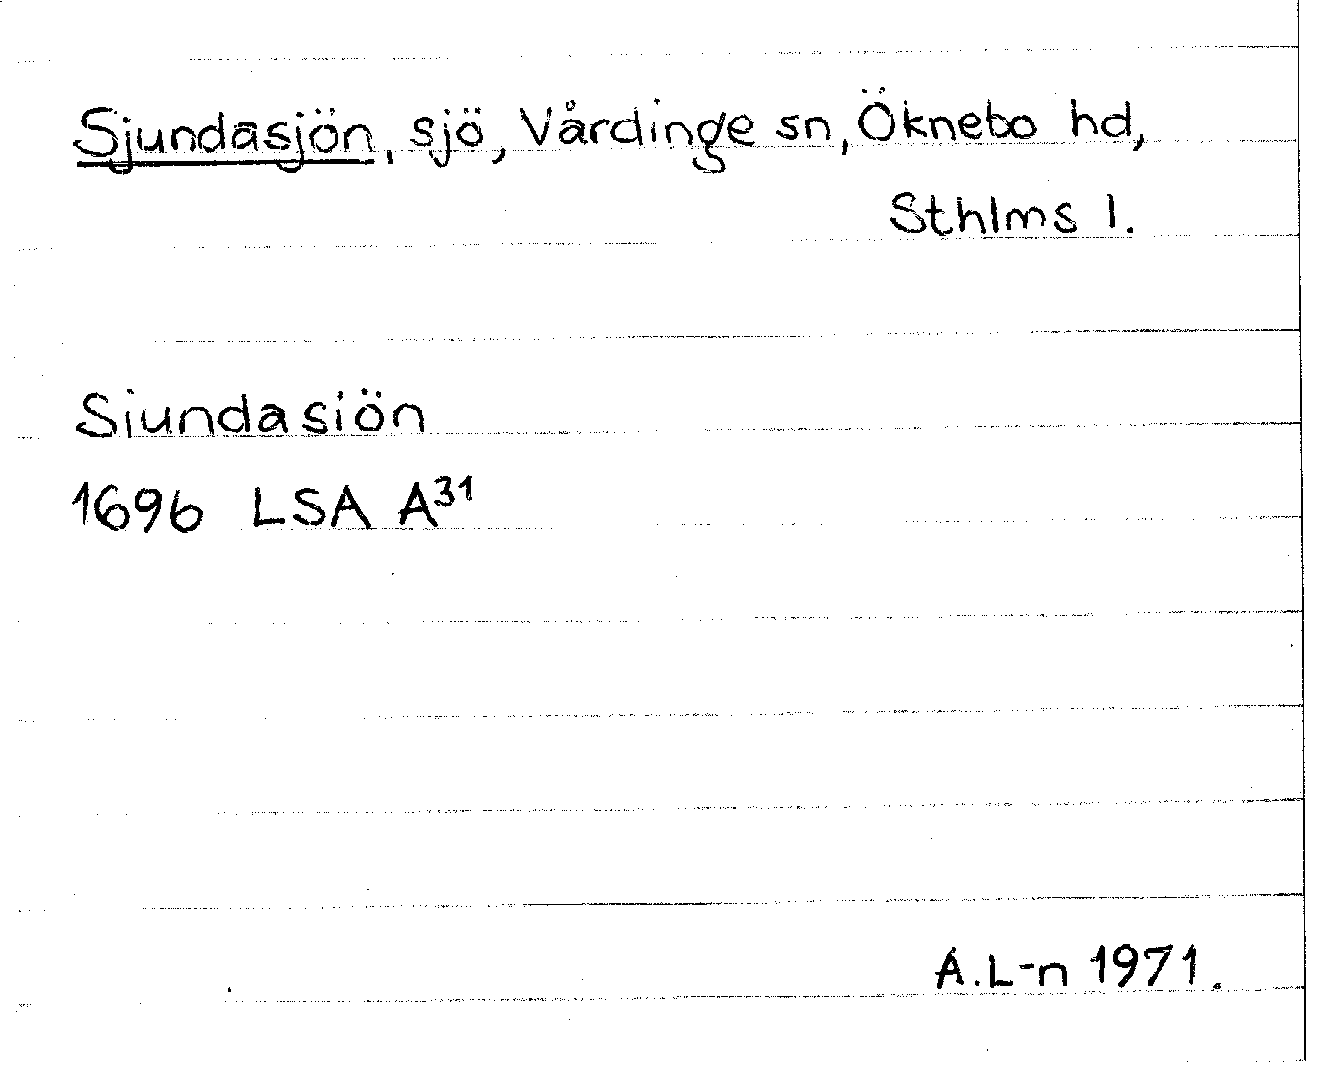 Sjundasjön, sjö, Vårdinge sn, Öknebo hd,
Sthlms l.
Siundasiön
1696 LSA A³¹
A.L-n 1971.